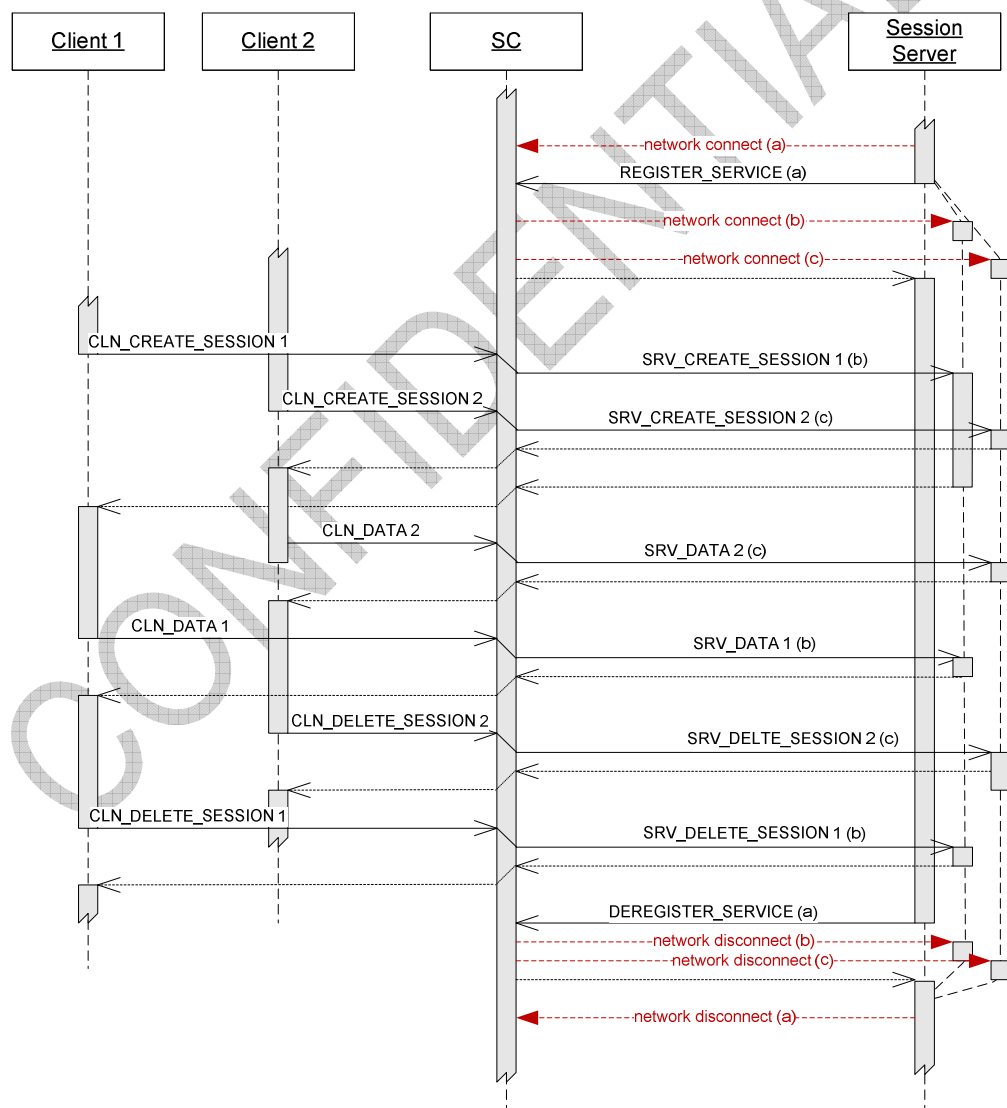 Client 1
Client 2
SC
Session
Server
network connect (a)
REGISTER_SERVICE (a)
network connect (b)
network connect (c)
CLN_CREATE_SESSION 1
SRV_CREATE_SESSION 1 (b)
CLN_CREATE_SESSION 2
SRV_CREATE_SESSION 2 (c)
CLN_DATA 2
SRV_DATA 2 (c)
CLN_DATA 1
SRV_DATA 1 (b)
CLN_DELETE_SESSION 2
SRV_DELTE_SESSION 2 (c)
CLN_DELETE_SESSION 1
SRV_DELETE_SESSION 1 (b)
DEREGISTER_SERVICE (a)
network disconnect (b)
network disconnect (c)
network disconnect (a)
CONFIDENTIA